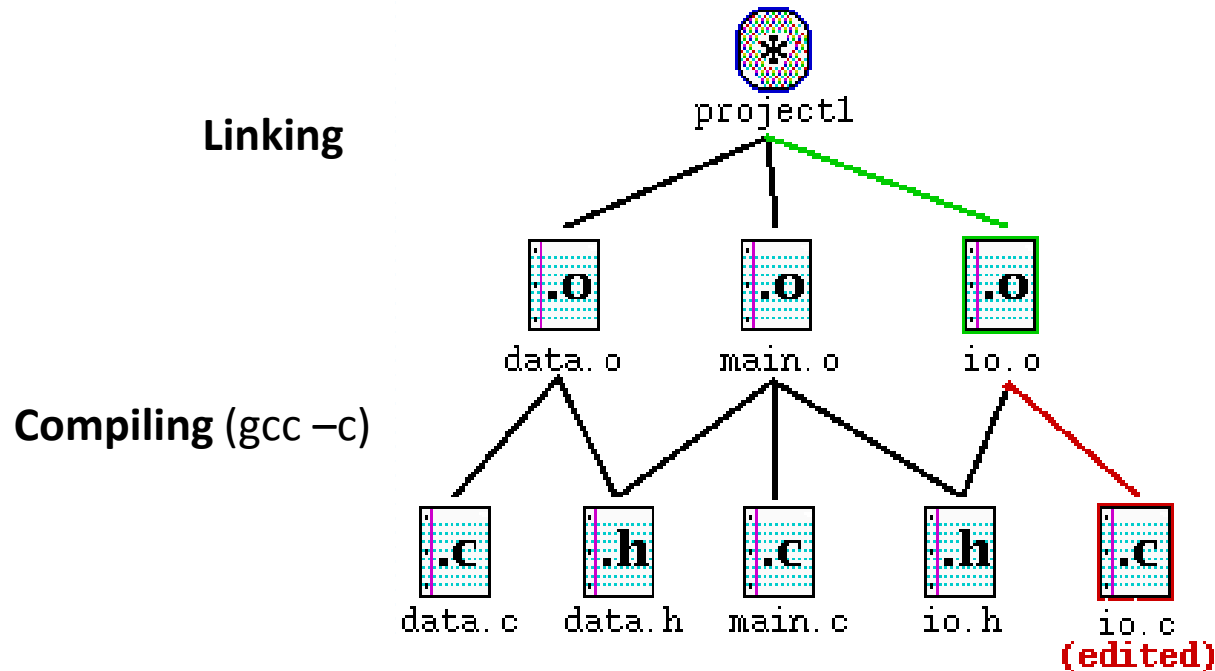 *
project1
Linking
.o
.o
.o
data.o
main.o
io.o
Compiling (gcc –c)
.c
.h
.c
.h
.c
data.c
data.h
main.c
io.h
io.c
(edited)